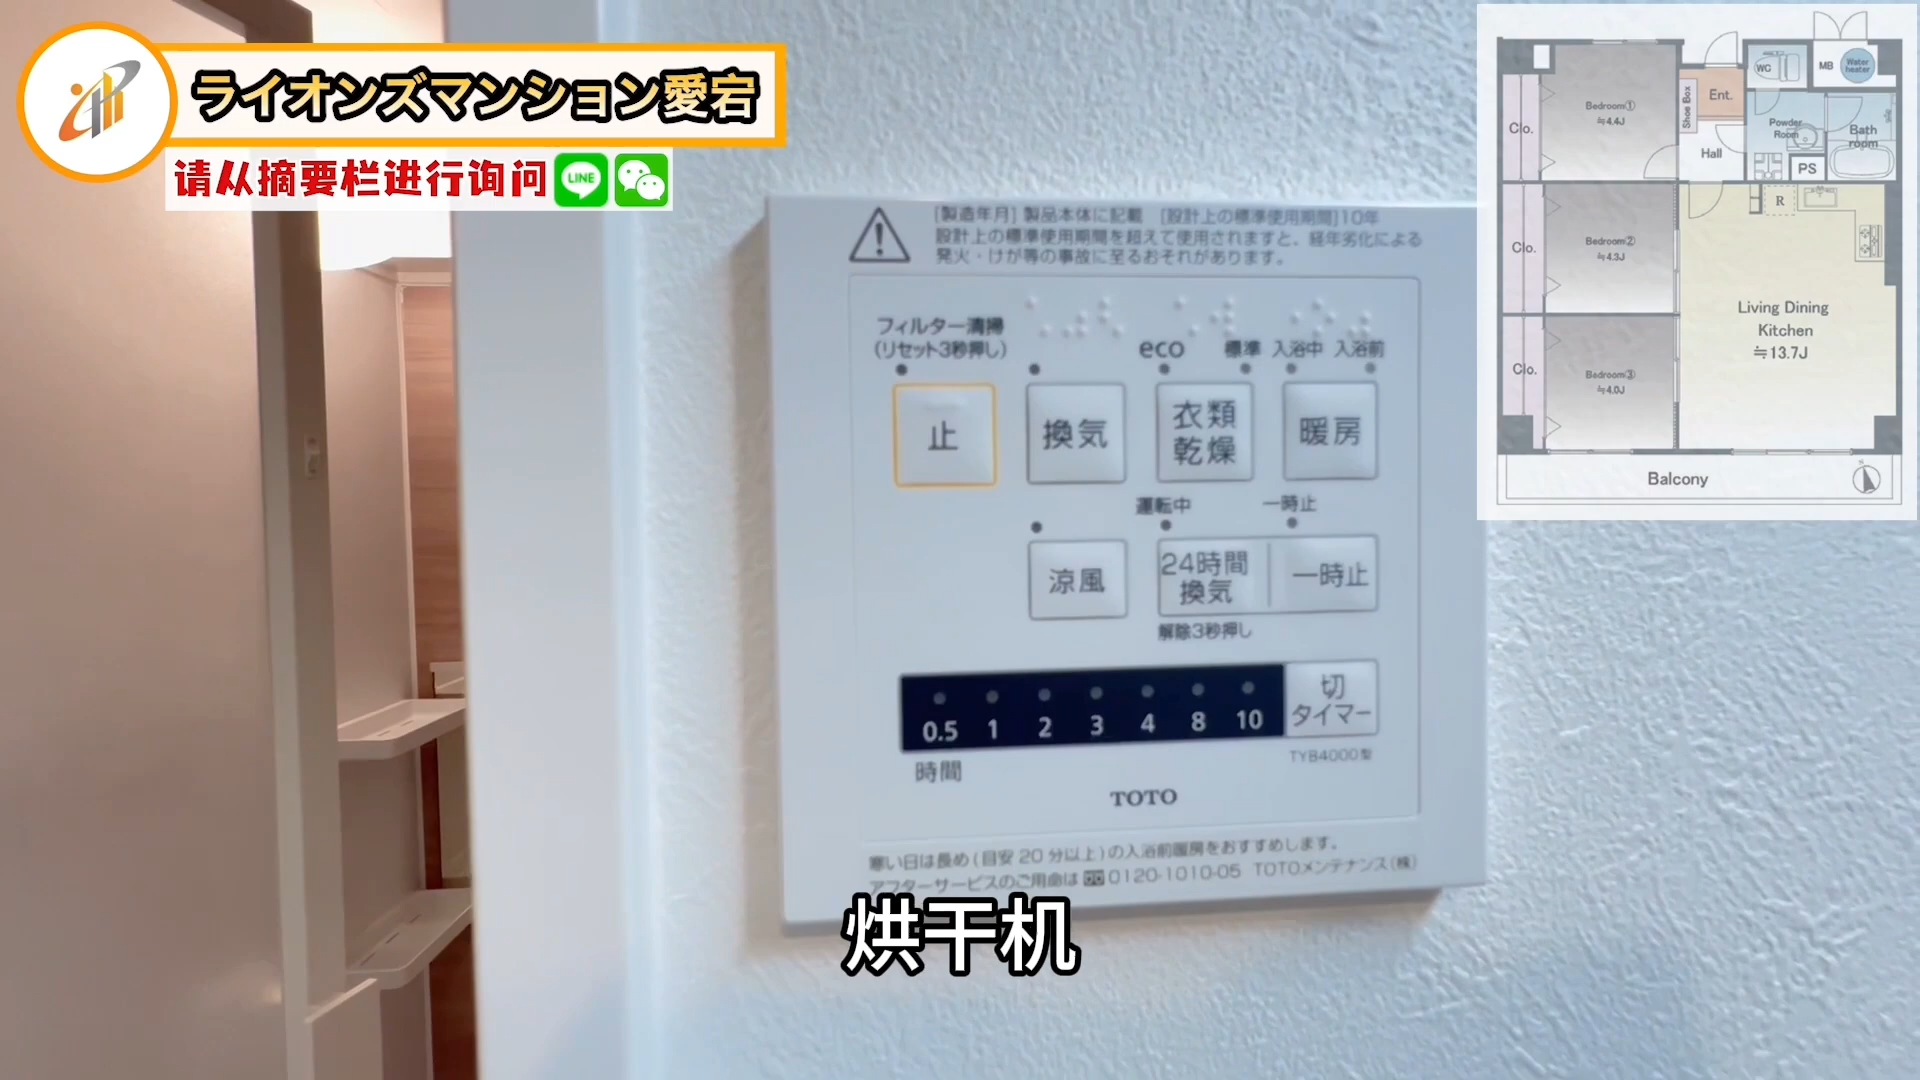 ライオンズマンション愛宕
请从摘要栏进行询问
LINE
[製造年月] 製品本体に記載 [設計上の標準使用期間]10年
設計上の標準使用期間を超えて使用されますと、経年劣化による
発火・けが等の事故に至るおそれがあります。
フィルター清掃
(リセット3秒押し)
eco 標準 入浴中 入浴前
止 換気 衣類乾燥 暖房
運転中 一時止
涼風 24時間換気 一時止
解除3秒押し
0.5 1 2 3 4 8 10
切タイマー
時間
TYB4000型
TOTO
寒い日は長め(目安 20 分以上)の入浴前暖房をおすすめします。
アフターサービスのご用命は 0120-1010-05 TOTOメンテナンス(株)
烘干机
Bedroom①
≒4.4J
Clo.
Shoe Box
Ent.
Hall
WC
MB
Water heater
Powder Room
Bath room
PS
R
Bedroom②
≒4.3J
Clo.
Living Dining
Kitchen
≒13.7J
Bedroom③
≒4.0J
Clo.
Balcony